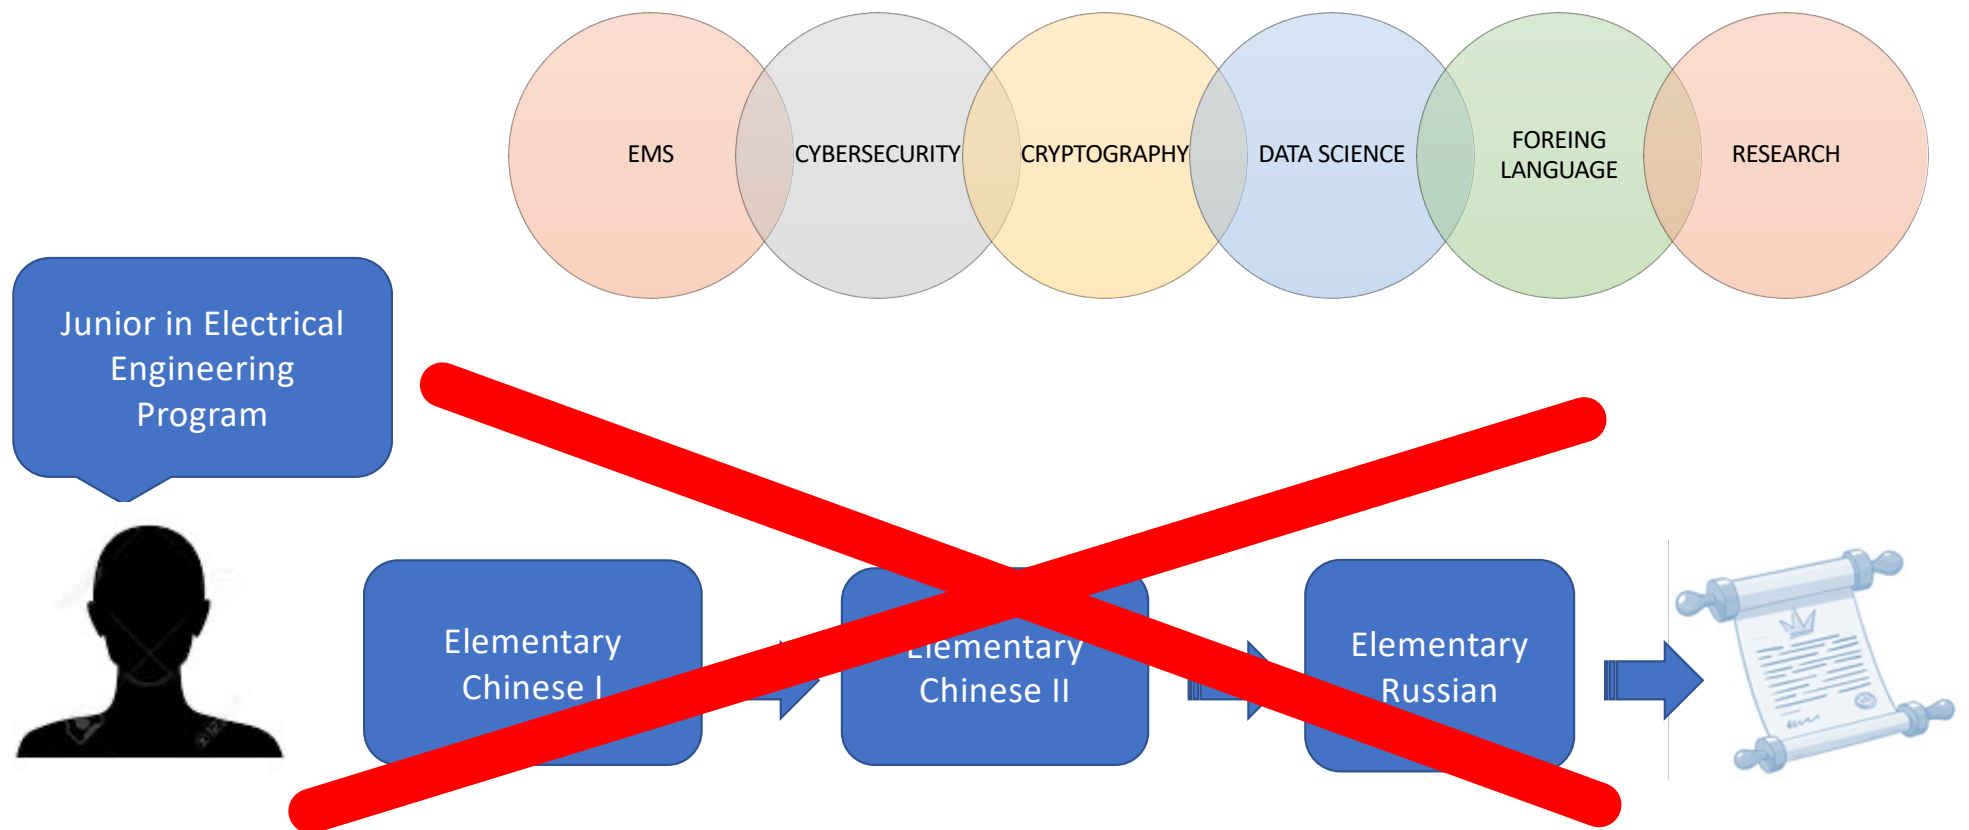 EMS
CYBERSECURITY
CRYPTOGRAPHY
DATA SCIENCE
FOREING
LANGUAGE
RESEARCH
Junior in Electrical
Engineering
Program
Elementary
Chinese I
Elementary
Chinese II
Elementary
Russian